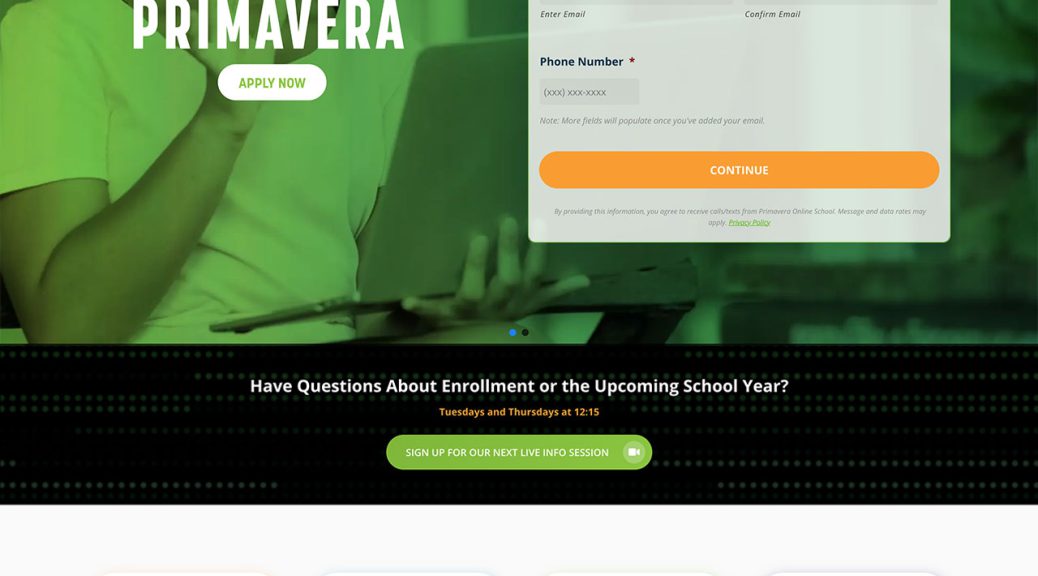 PRIMAVERA
APPLY NOW
Enter Email
Confirm Email
Phone Number *
(xxx) xxx-xxxx
Note: More fields will populate once you've added your email.
CONTINUE
By providing this information, you agree to receive calls/texts from Primavera Online School. Message and data rates may
apply. Privacy Policy
Have Questions About Enrollment or the Upcoming School Year?
Tuesdays and Thursdays at 12:15
SIGN UP FOR OUR NEXT LIVE INFO SESSION